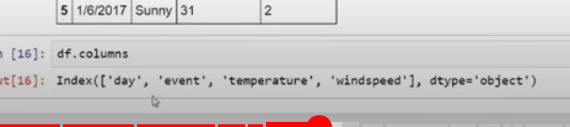 5 1/6/2017 Sunny 31 2
[16]: df.columns
ut[16]: Index(['day', 'event', 'temperature', 'windspeed'], dtype='object')